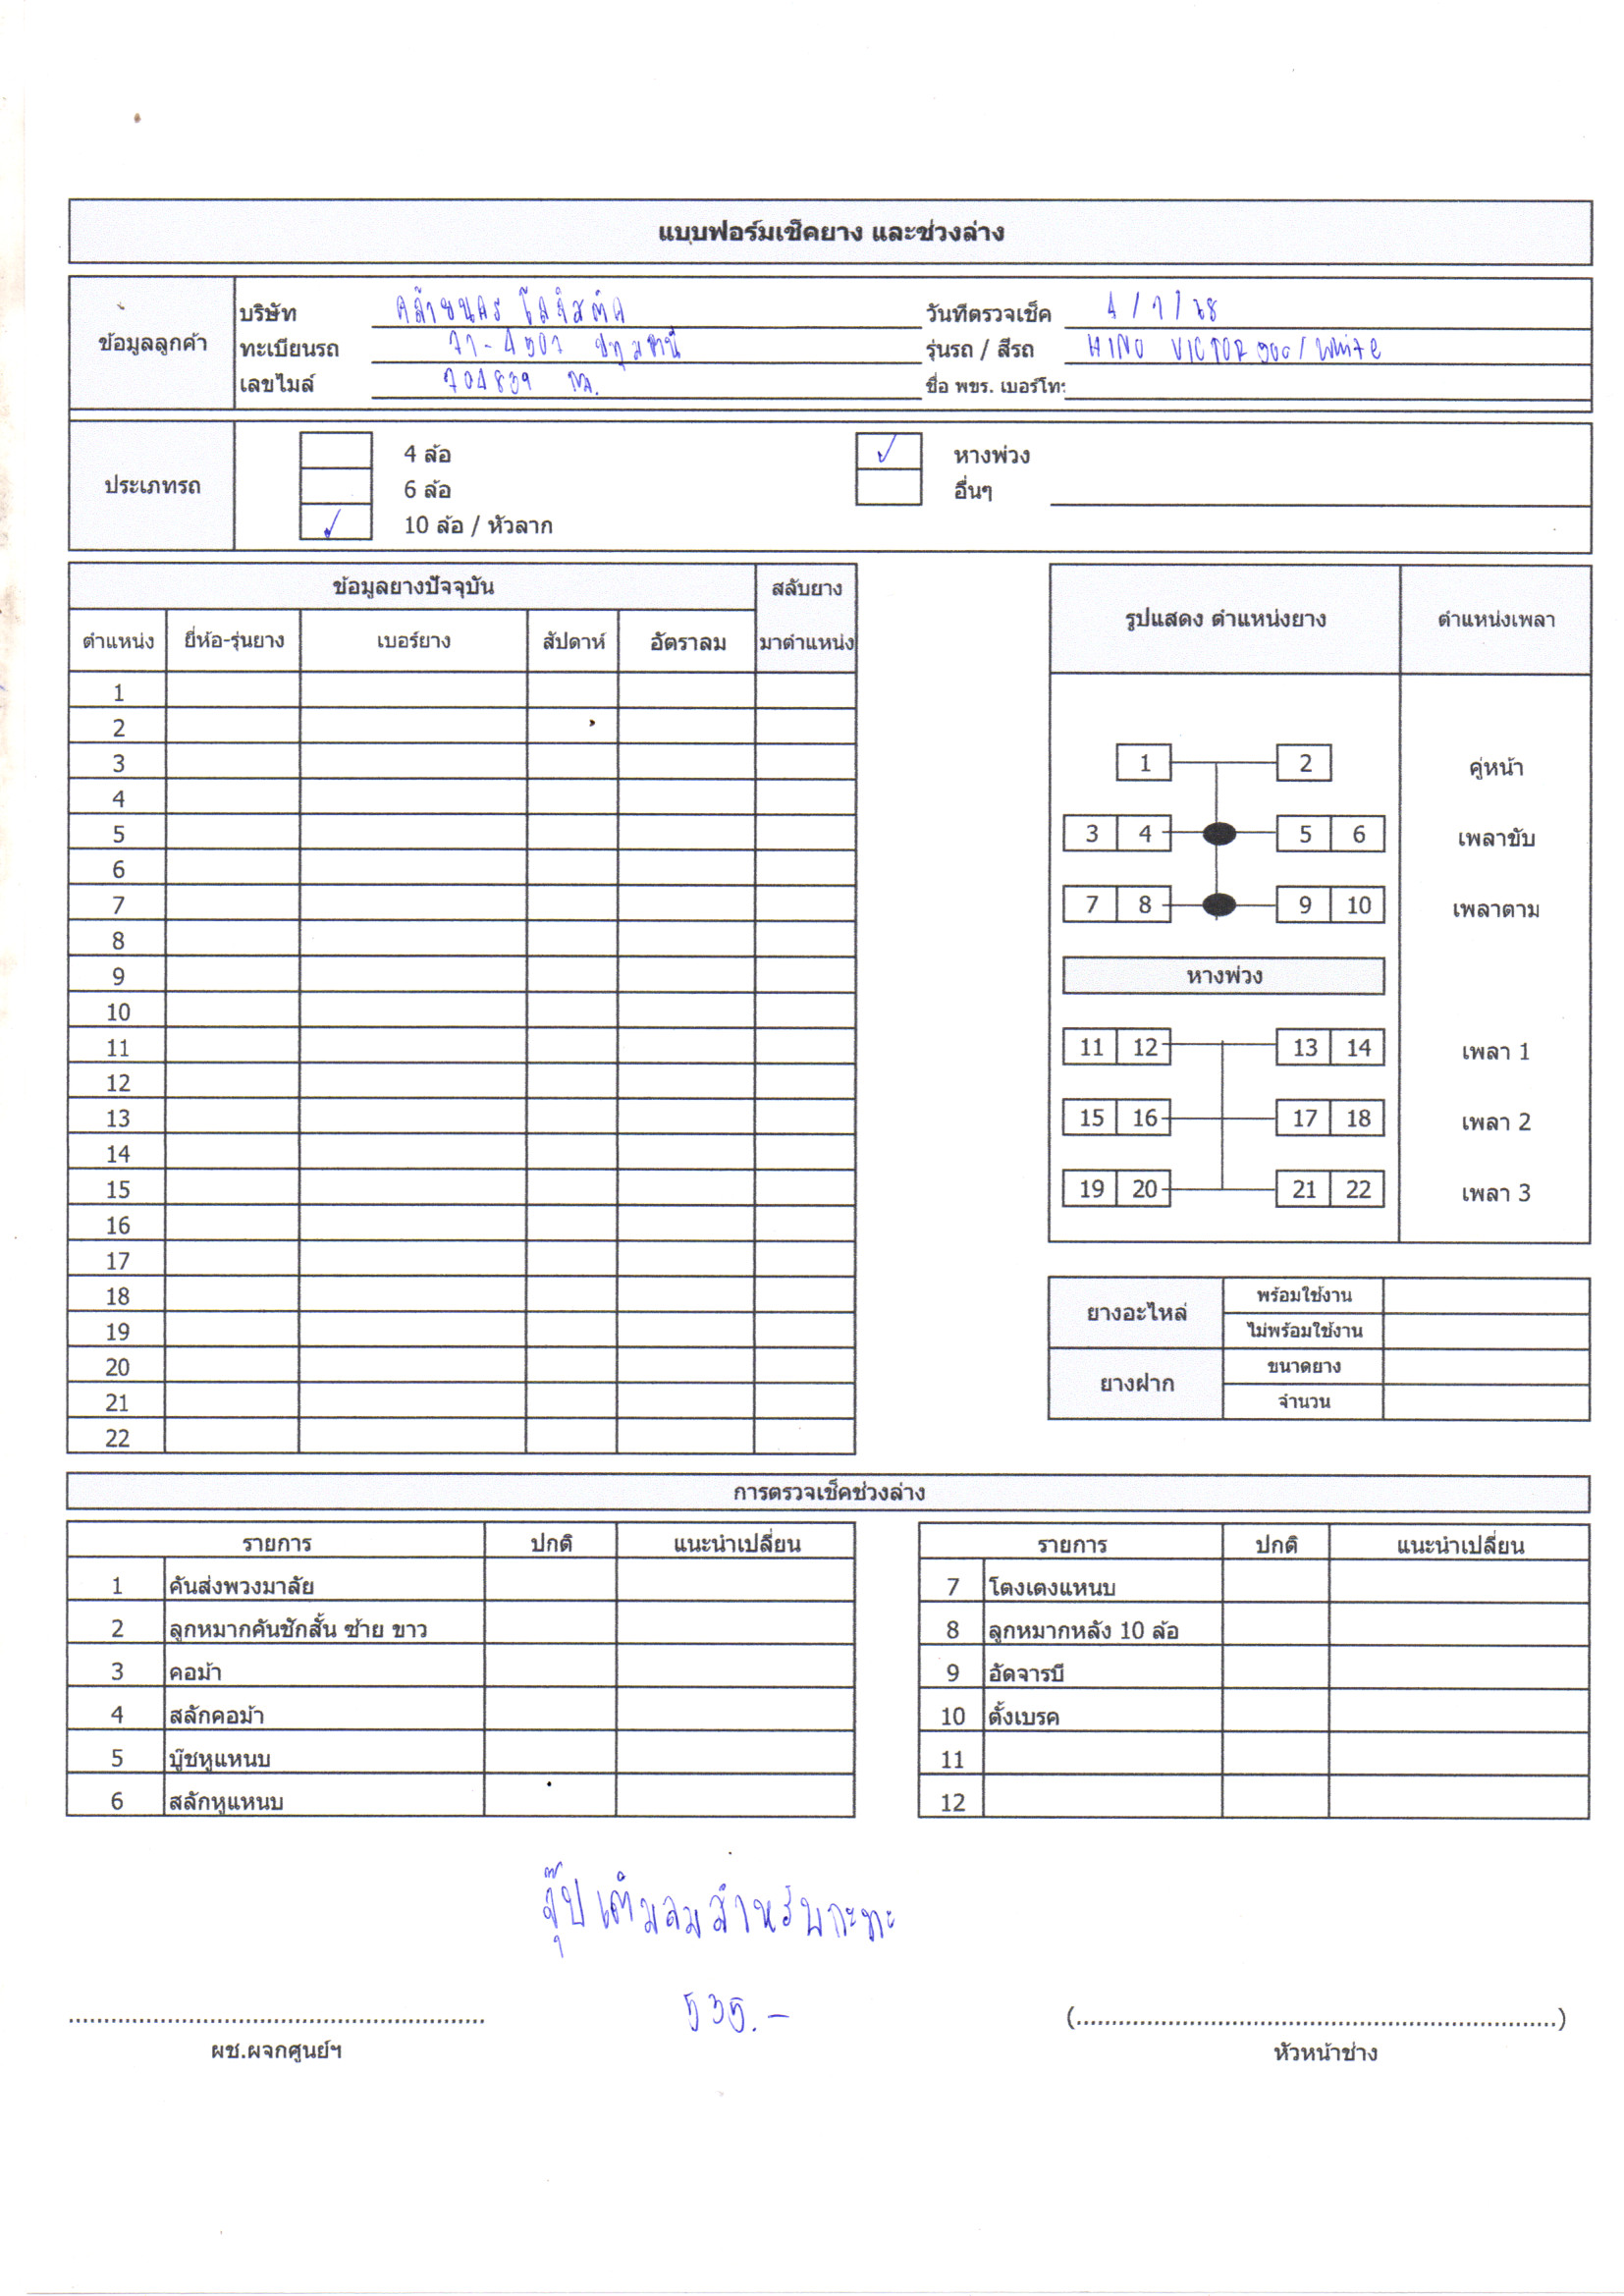 แบบฟอร์มเช็คยาง และช่วงล่าง
ข้อมูลลูกค้า
บริษัท คล้ายนคร โลจิสติค วันที่ตรวจเช็ค
ทะเบียนรถ ปทุมธานี รุ่นรถ / สีรถ HINO VICTOR 500/White
เลขไมล์ ชื่อ พขร. เบอร์โท:
ประเภทรถ
4 ล้อ ✓ หางพ่วง
6 ล้อ อื่นๆ
✓ 10 ล้อ / หัวลาก
ข้อมูลยางปัจจุบัน สลับยาง
ตำแหน่ง ยี่ห้อ-รุ่นยาง เบอร์ยาง สัปดาห์ อัตราลม มาตำแหน่ง
1
2
3
4
5
6
7
8
9
10
11
12
13
14
15
16
17
18
19
20
21
22
รูปแสดง ตำแหน่งยาง ตำแหน่งเพลา
1 2 คู่หน้า
3 4 5 6 เพลาขับ
7 8 9 10 เพลาตาม
หางพ่วง
11 12 13 14 เพลา 1
15 16 17 18 เพลา 2
19 20 21 22 เพลา 3
ยางอะไหล่ พร้อมใช้งาน
ไม่พร้อมใช้งาน
ยางฝาก ขนาดยาง
จำนวน
การตรวจเช็คช่วงล่าง
รายการ ปกติ แนะนำเปลี่ยน
1 คันส่งพวงมาลัย
2 ลูกหมากคันชักสั้น ซ้าย ขาว
3 คอม้า
4 สลักคอม้า
5 บู๊ชหูแหนบ
6 สลักหูแหนบ
รายการ ปกติ แนะนำเปลี่ยน
7 โตงเตงแหนบ
8 ลูกหมากหลัง 10 ล้อ
9 อัดจารบี
10 ตั้งเบรค
11
12
จุ๊ปเติมลมสำหรับกะทะ
535.-
ผช.ผจกศูนย์ฯ
(..............................)
หัวหน้าช่าง